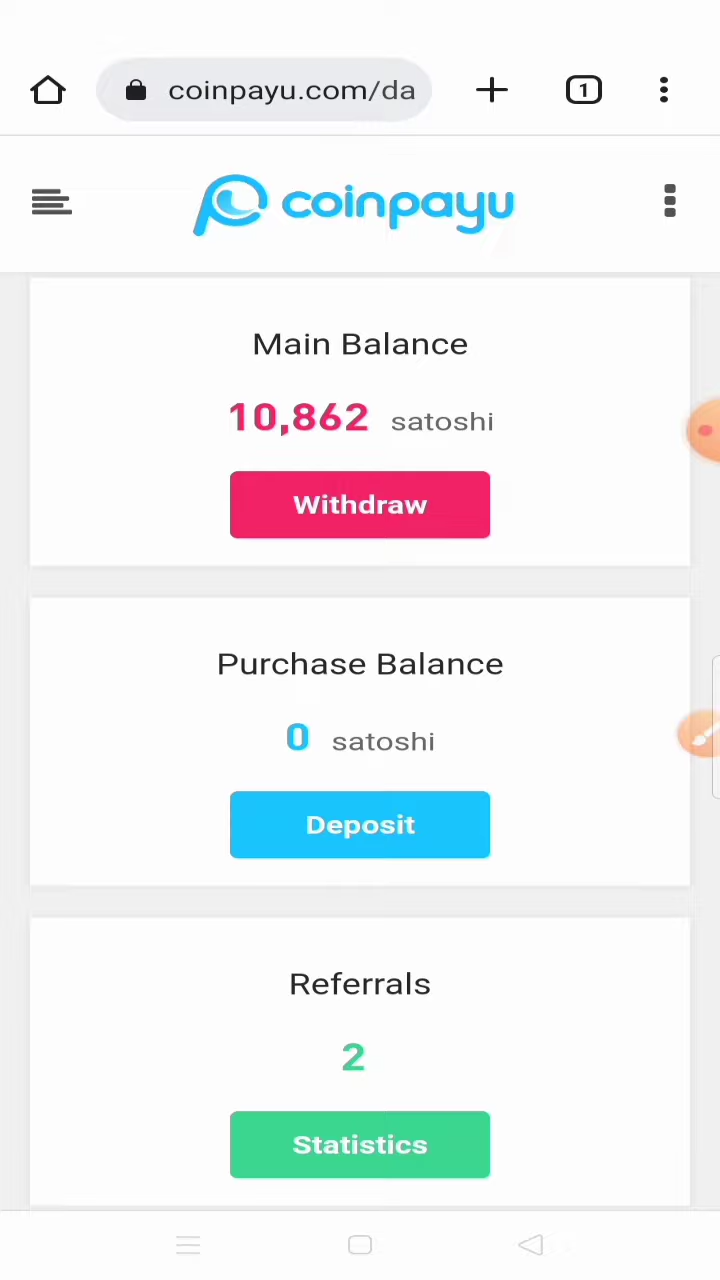 coinpayu.com/da
1
coinpayu
Main Balance
10,862 satoshi
Withdraw
Purchase Balance
0 satoshi
Deposit
Referrals
2
Statistics